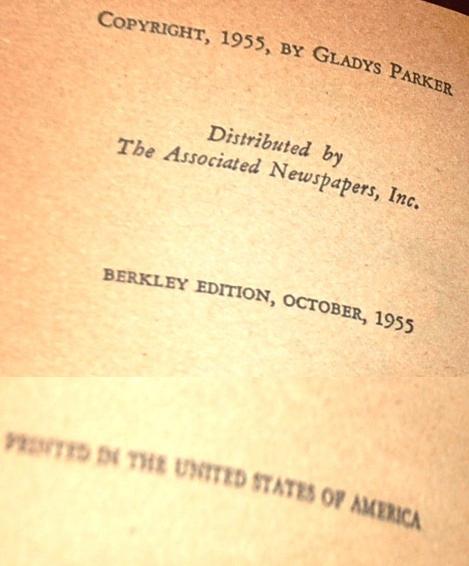 COPYRIGHT, 1955, BY GLADYS PARKER
Distributed by
The Associated Newspapers, Inc.
BERKLEY EDITION, OCTOBER, 1955
PRINTED IN THE UNITED STATES OF AMERICA